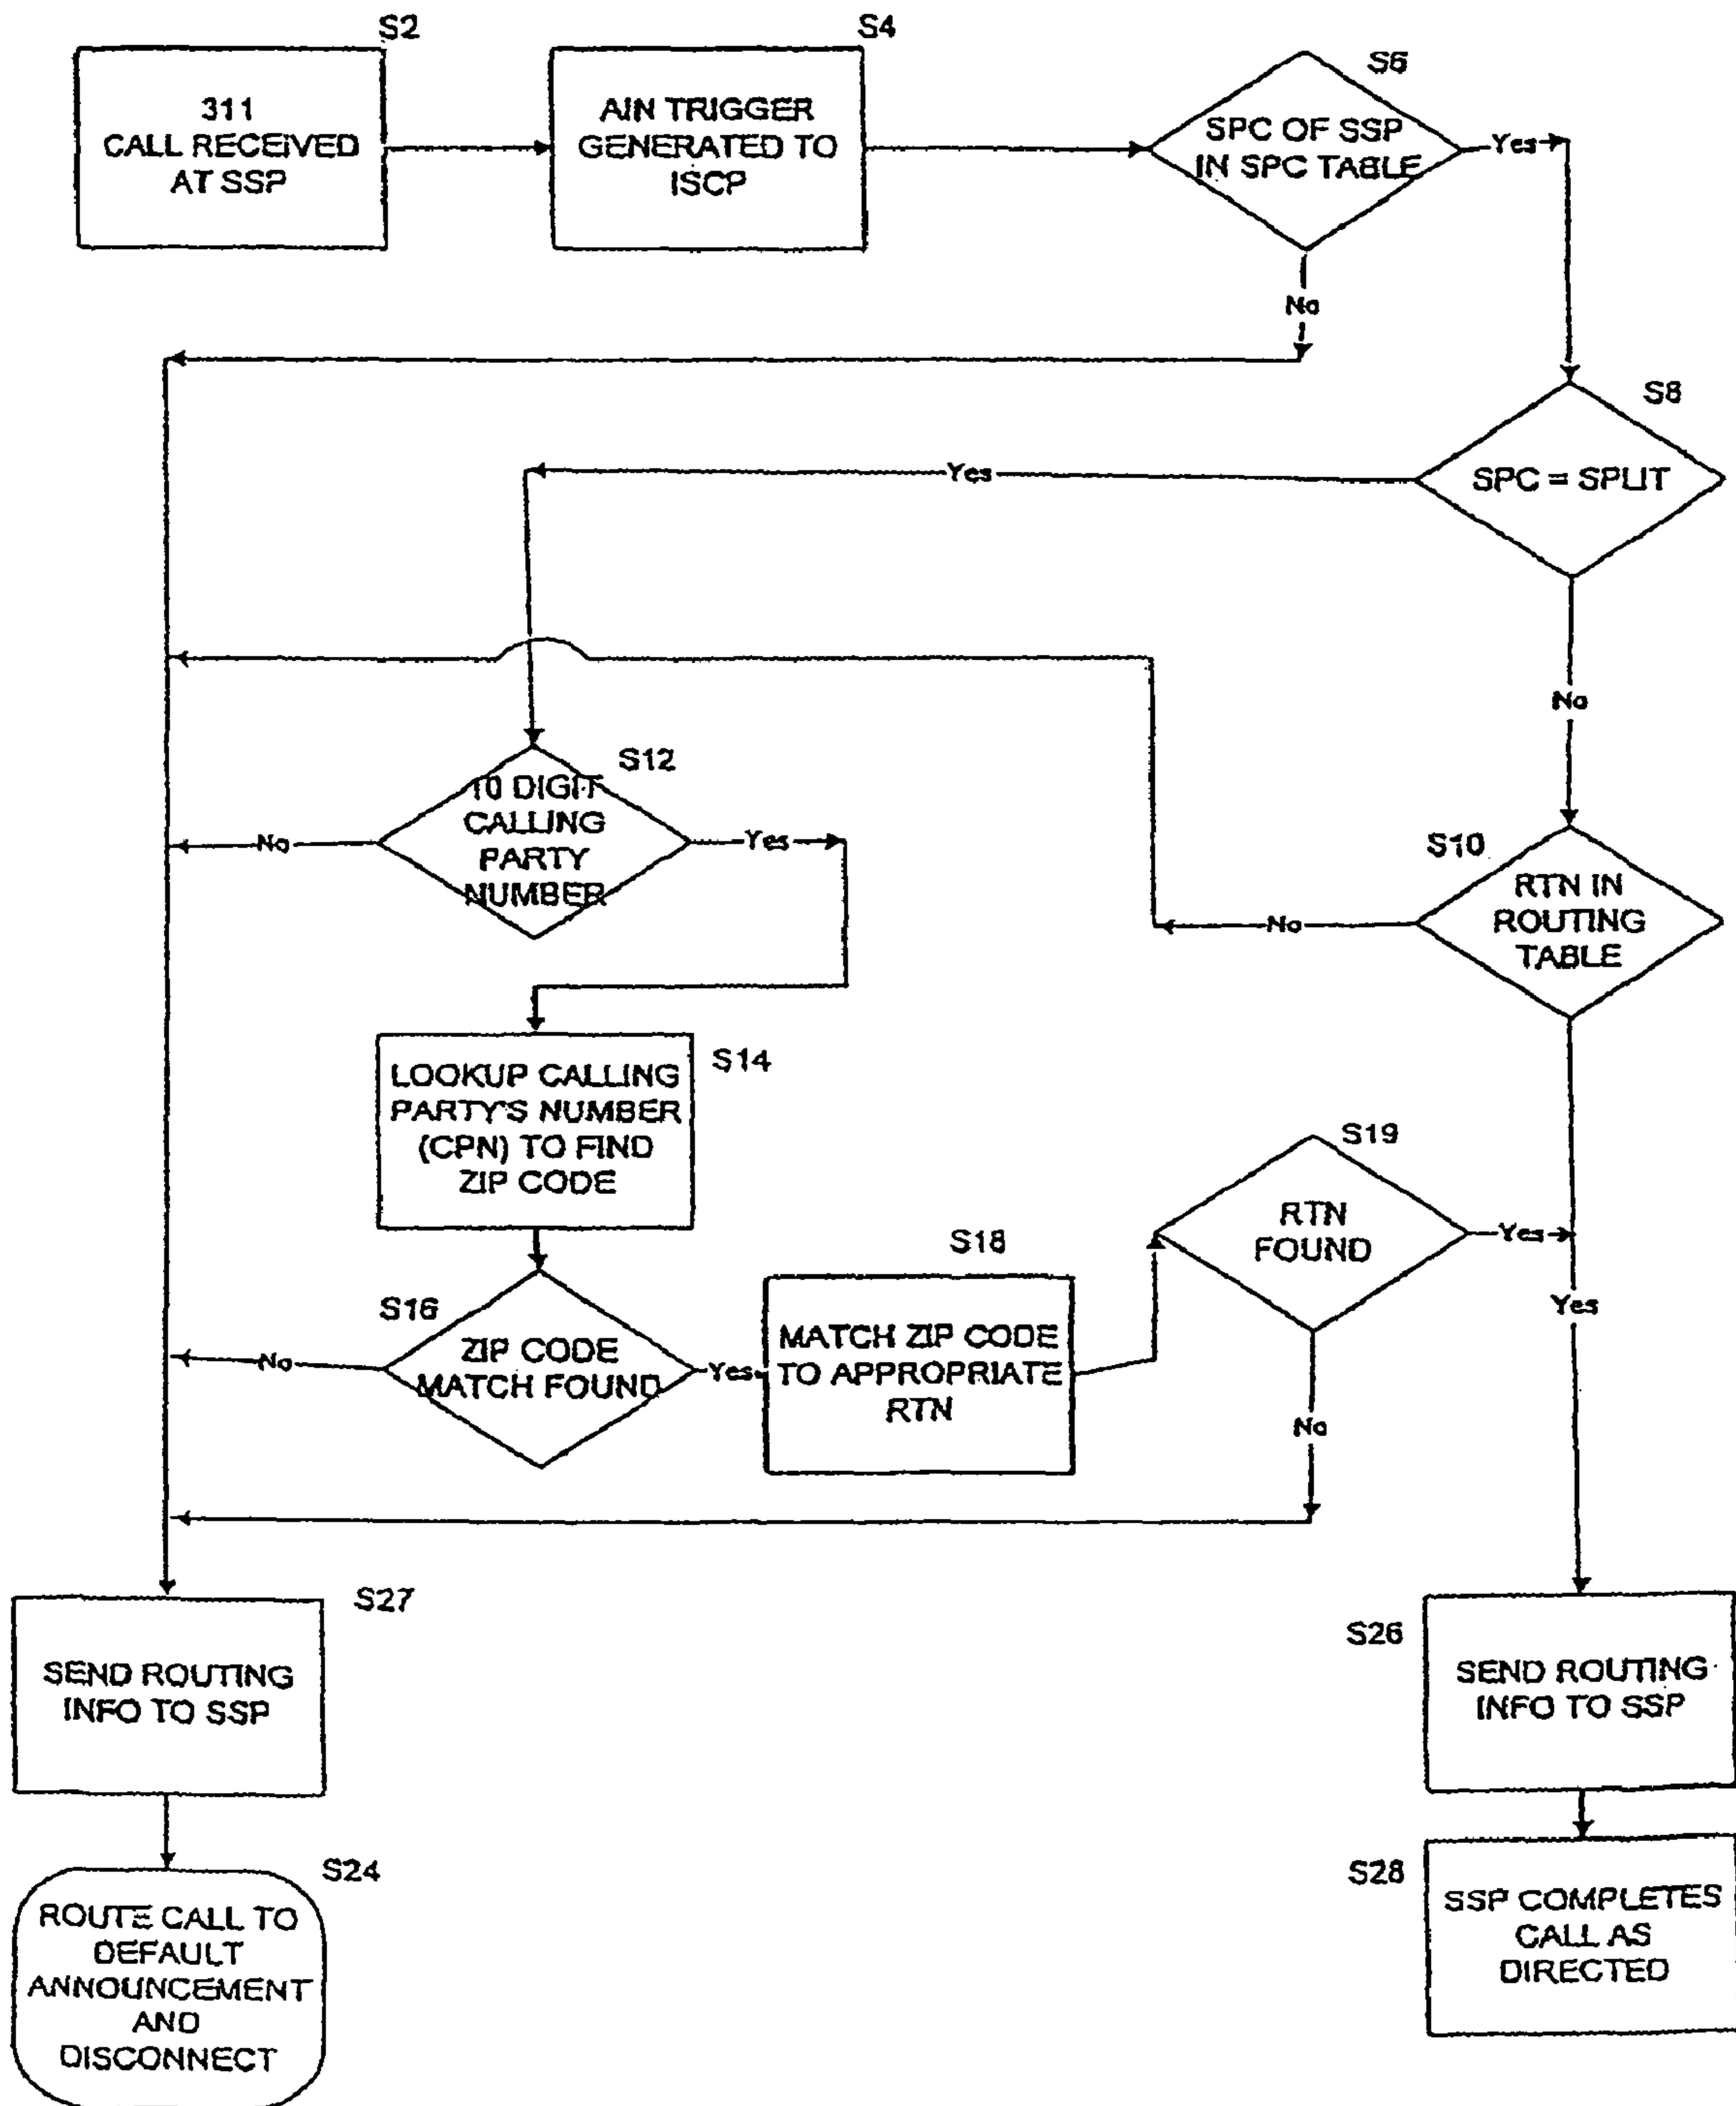 S2
311
CALL RECEIVED
AT SSP
S4
AIN TRIGGER
GENERATED TO
ISCP
S6
SPC OF SSP
IN SPC TABLE
Yes
No
S8
SPC = SPLIT
Yes
No
S12
10 DIGIT
CALLING
PARTY
NUMBER
No
Yes
S10
RTN IN
ROUTING
TABLE
No
Yes
S14
LOOKUP CALLING
PARTY'S NUMBER
(CPN) TO FIND
ZIP CODE
S16
ZIP CODE
MATCH FOUND
No
Yes
S18
MATCH ZIP CODE
TO APPROPRIATE
RTN
S19
RTN
FOUND
Yes
No
S27
SEND ROUTING
INFO TO SSP
S26
SEND ROUTING
INFO TO SSP
S24
ROUTE CALL TO
DEFAULT
ANNOUNCEMENT
AND
DISCONNECT
S28
SSP COMPLETES
CALL AS
DIRECTED